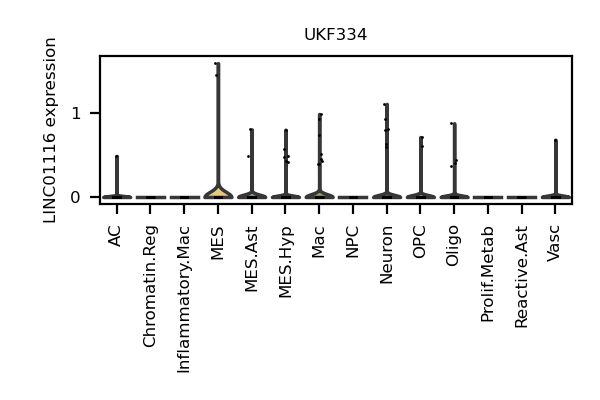 UKF334
LINC01116 expression
1
0
AC
Chromatin.Reg
Inflammatory.Mac
MES
MES.Ast
MES.Hyp
Mac
NPC
Neuron
OPC
Oligo
Prolif.Metab
Reactive.Ast
Vasc